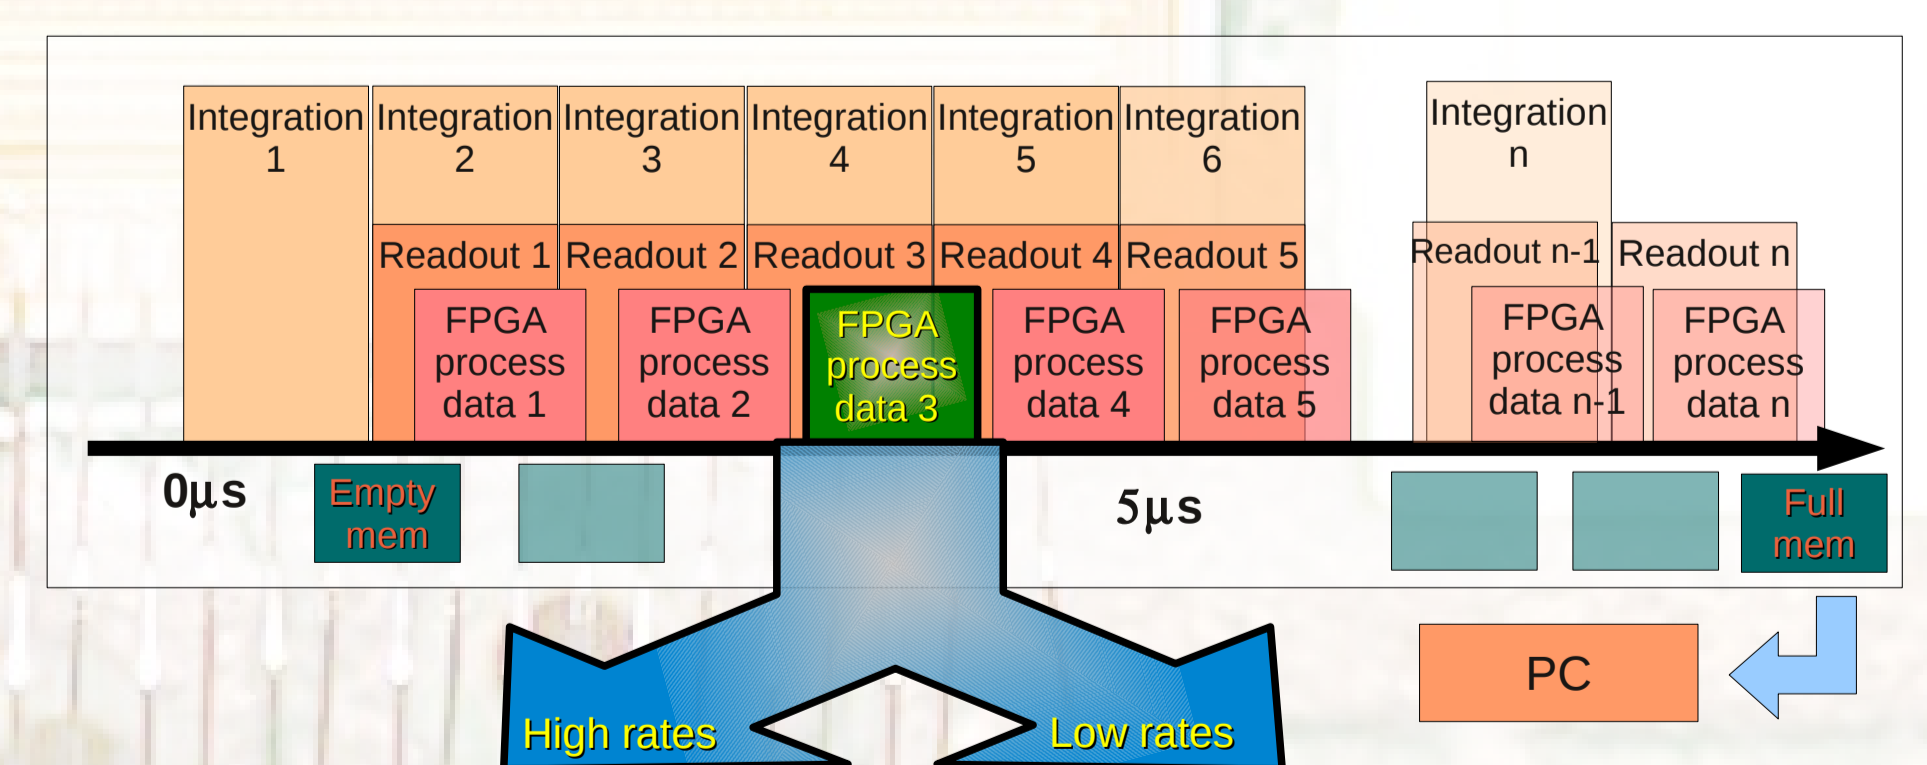 Integration
1
Integration
2
Integration
3
Integration
4
Integration
5
Integration
6
Integration
n
Readout 1
Readout 2
Readout 3
Readout 4
Readout 5
Readout n-1
Readout n
FPGA
process
data 1
FPGA
process
data 2
FPGA
process
data 3
FPGA
process
data 4
FPGA
process
data 5
FPGA
process
data n-1
FPGA
process
data n
0μs
Empty
mem
5μs
Full
mem
PC
High rates
Low rates